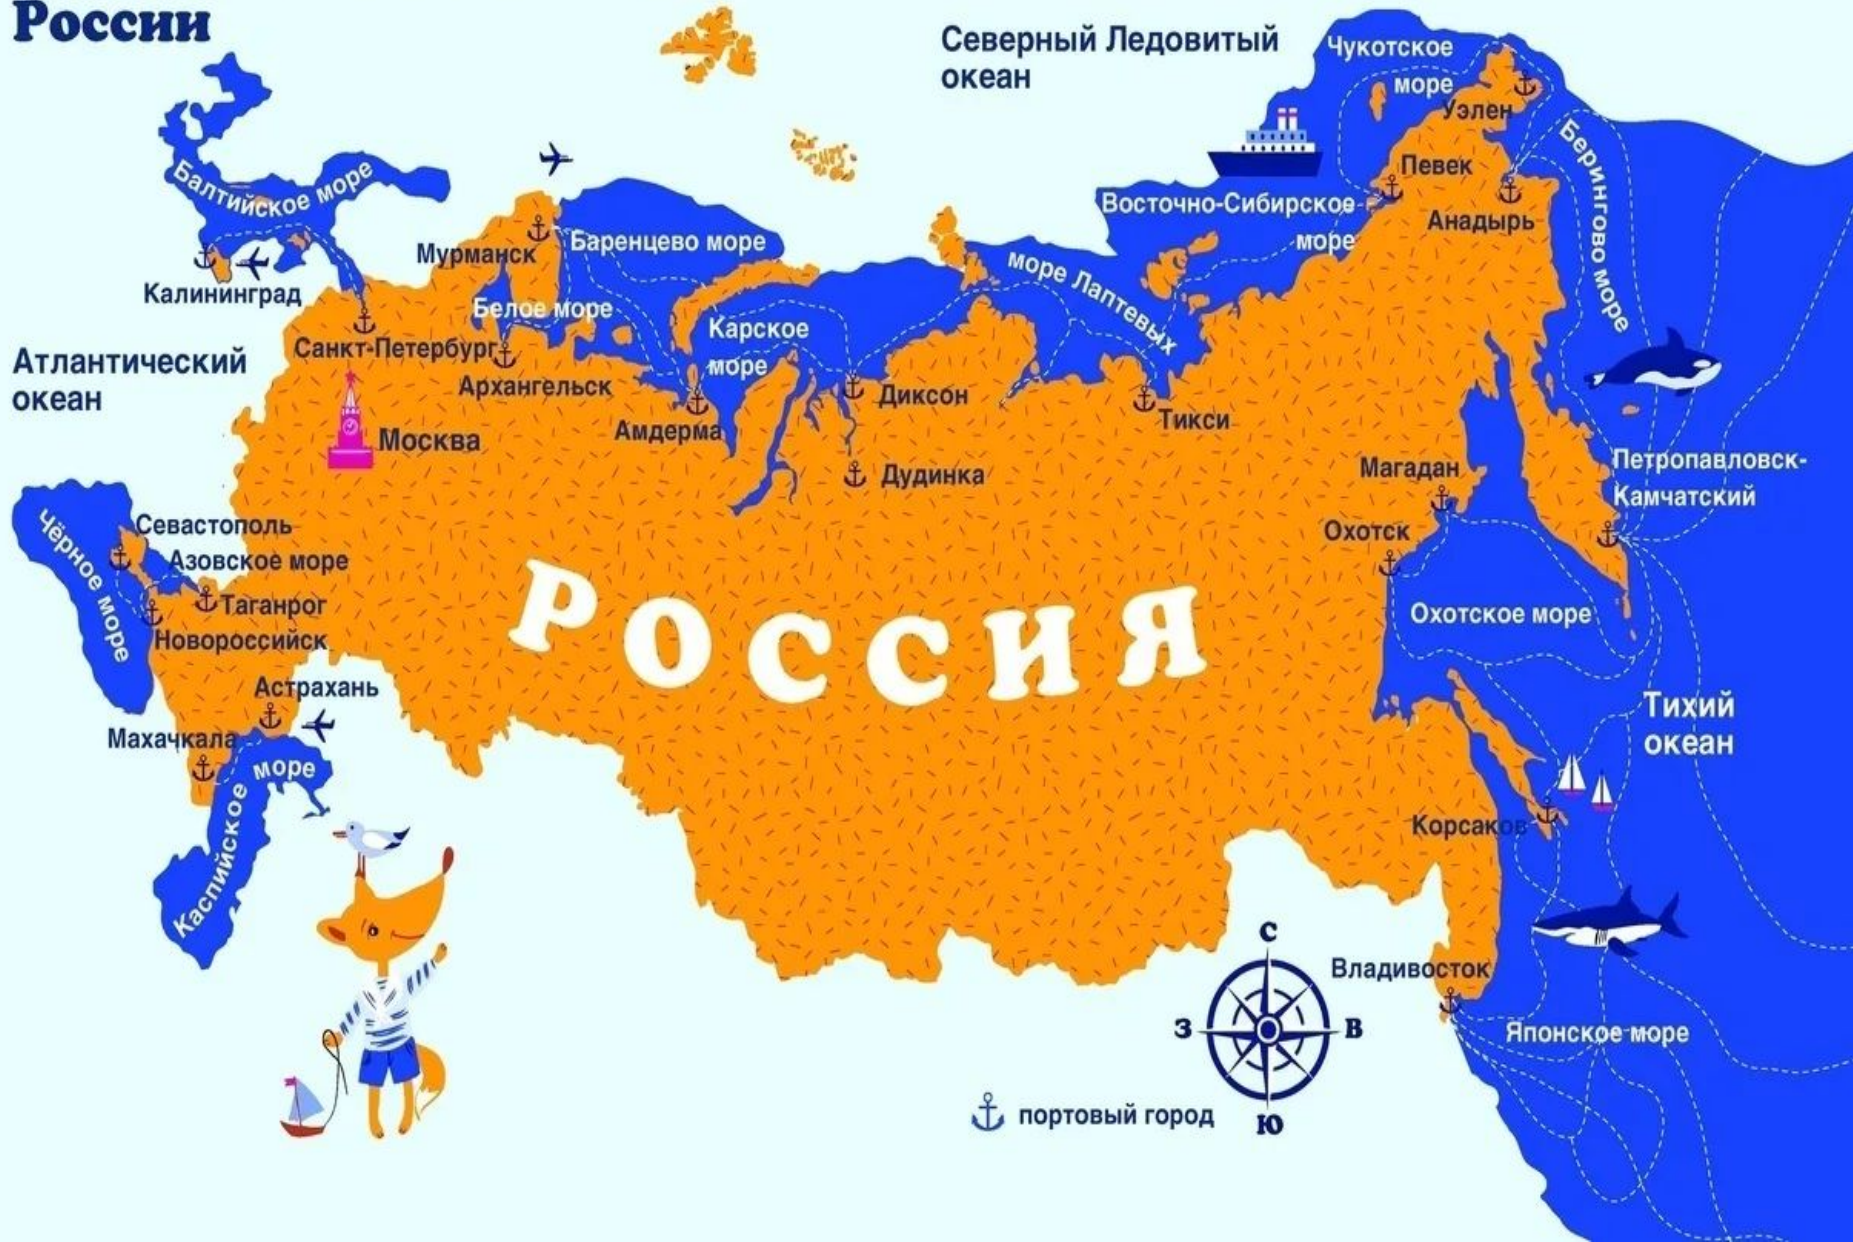 России
Северный Ледовитый
океан
Чукотское
море
Уэлен
Берингово море
Певек
Восточно-Сибирское
море
Анадырь
Балтийское море
Мурманск
Баренцево море
море Лаптевых
Калининград
Белое море
Карское
море
Санкт-Петербург
Атлантический
океан
Архангельск
Диксон
Амдерма
Тикси
Москва
Дудинка
Магадан
Петропавловск-
Камчатский
Севастополь
Охотск
Чёрное море
Азовское море
Таганрог
Новороссийск
РОССИЯ
Охотское море
Астрахань
Тихий
океан
Махачкала
Каспийское море
Корсаков
С
Владивосток
З
В
Японское море
портовый город
Ю